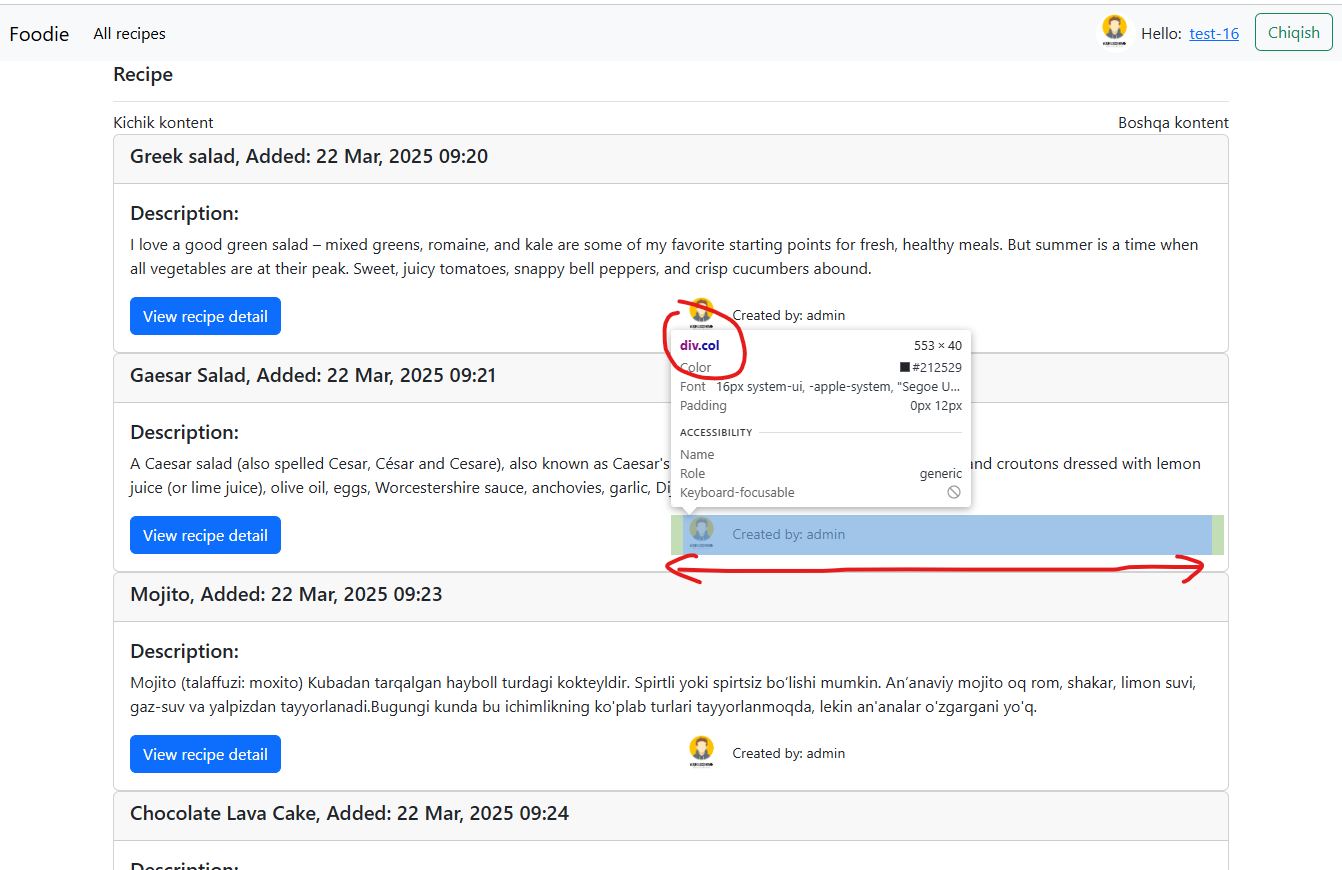 Foodie All recipes Hello: test-16 Chiqish
Recipe
Kichik kontent Boshqa kontent
Greek salad, Added: 22 Mar, 2025 09:20
Description:
I love a good green salad – mixed greens, romaine, and kale are some of my favorite starting points for fresh, healthy meals. But summer is a time when
all vegetables are at their peak. Sweet, juicy tomatoes, snappy bell peppers, and crisp cucumbers abound.
View recipe detail Created by: admin
div.col 553 × 40
Color #212529
Font 16px system-ui, -apple-system, "Segoe U...
Padding 0px 12px
ACCESSIBILITY
Name
Role generic
Keyboard-focusable
Gaesar Salad, Added: 22 Mar, 2025 09:21
Description:
A Caesar salad (also spelled Cesar, César and Cesare), also known as Caesar's and croutons dressed with lemon
juice (or lime juice), olive oil, eggs, Worcestershire sauce, anchovies, garlic,
View recipe detail Created by: admin
Mojito, Added: 22 Mar, 2025 09:23
Description:
Mojito (talaffuzi: moxito) Kubadan tarqalgan hayboll turdagi kokteyldir. Spirtli yoki spirtsiz boʻlishi mumkin. Anʼanaviy mojito oq rom, shakar, limon suvi,
gaz-suv va yalpizdan tayyorlanadi.Bugungi kunda bu ichimlikning ko'plab turlari tayyorlanmoqda, lekin an'analar o'zgargani yo'q.
View recipe detail Created by: admin
Chocolate Lava Cake, Added: 22 Mar, 2025 09:24
Description: